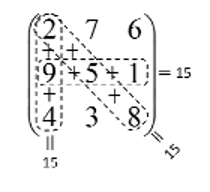 2 7 6
+ +
9 + 5 + 1 = 15
+ +
4 3 8
= =
15 15